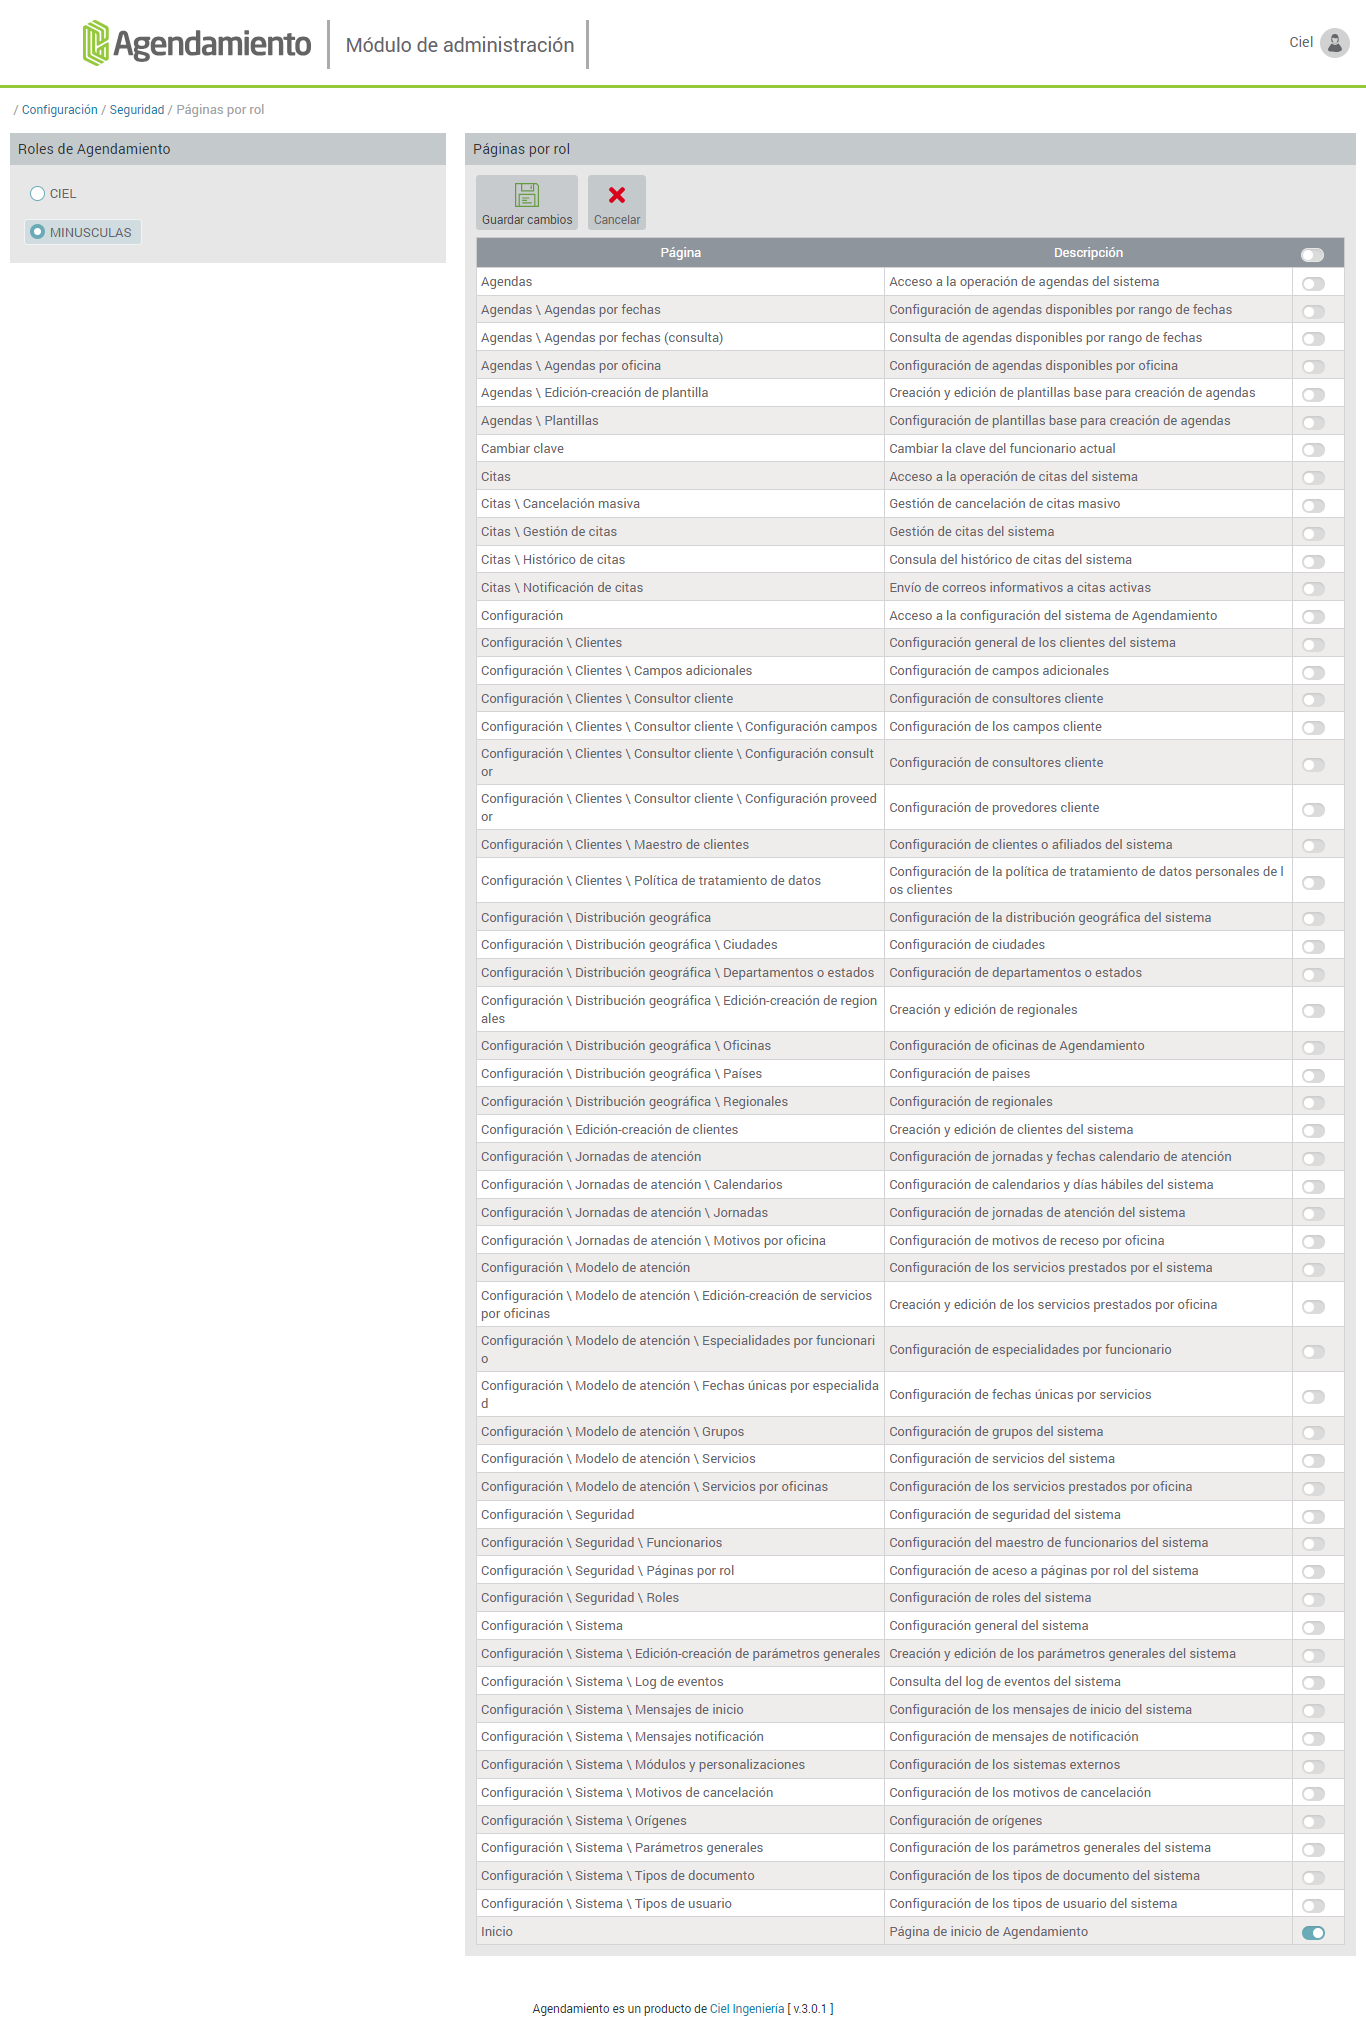 Agendamiento
Módulo de administración
Ciel
/ Configuración / Seguridad / Páginas por rol
Roles de Agendamiento
CIEL
MINUSCULAS
Páginas por rol
Guardar cambios
Cancelar
Página Descripción
Agendas Acceso a la operación de agendas del sistema
Agendas \ Agendas por fechas Configuración de agendas disponibles por rango de fechas
Agendas \ Agendas por fechas (consulta) Consulta de agendas disponibles por rango de fechas
Agendas \ Agendas por oficina Configuración de agendas disponibles por oficina
Agendas \ Edición-creación de plantilla Creación y edición de plantillas base para creación de agendas
Agendas \ Plantillas Configuración de plantillas base para creación de agendas
Cambiar clave Cambiar la clave del funcionario actual
Citas Acceso a la operación de citas del sistema
Citas \ Cancelación masiva Gestión de cancelación de citas masivo
Citas \ Gestión de citas Gestión de citas del sistema
Citas \ Histórico de citas Consula del histórico de citas del sistema
Citas \ Notificación de citas Envío de correos informativos a citas activas
Configuración Acceso a la configuración del sistema de Agendamiento
Configuración \ Clientes Configuración general de los clientes del sistema
Configuración \ Clientes \ Campos adicionales Configuración de campos adicionales
Configuración \ Clientes \ Consultor cliente Configuración de consultores cliente
Configuración \ Clientes \ Consultor cliente \ Configuración campos Configuración de los campos cliente
Configuración \ Clientes \ Consultor cliente \ Configuración consult
or
Configuración de consultores cliente
Configuración \ Clientes \ Consultor cliente \ Configuración proveed
or
Configuración de provedores cliente
Configuración \ Clientes \ Maestro de clientes Configuración de clientes o afiliados del sistema
Configuración \ Clientes \ Política de tratamiento de datos
Configuración de la política de tratamiento de datos personales de l
os clientes
Configuración \ Distribución geográfica Configuración de la distribución geográfica del sistema
Configuración \ Distribución geográfica \ Ciudades Configuración de ciudades
Configuración \ Distribución geográfica \ Departamentos o estados Configuración de departamentos o estados
Configuración \ Distribución geográfica \ Edición-creación de region
ales
Creación y edición de regionales
Configuración \ Distribución geográfica \ Oficinas Configuración de oficinas de Agendamiento
Configuración \ Distribución geográfica \ Países Configuración de paises
Configuración \ Distribución geográfica \ Regionales Configuración de regionales
Configuración \ Edición-creación de clientes Creación y edición de clientes del sistema
Configuración \ Jornadas de atención Configuración de jornadas y fechas calendario de atención
Configuración \ Jornadas de atención \ Calendarios Configuración de calendarios y días hábiles del sistema
Configuración \ Jornadas de atención \ Jornadas Configuración de jornadas de atención del sistema
Configuración \ Jornadas de atención \ Motivos por oficina Configuración de motivos de receso por oficina
Configuración \ Modelo de atención Configuración de los servicios prestados por el sistema
Configuración \ Modelo de atención \ Edición-creación de servicios
por oficinas
Creación y edición de los servicios prestados por oficina
Configuración \ Modelo de atención \ Especialidades por funcionari
o
Configuración de especialidades por funcionario
Configuración \ Modelo de atención \ Fechas únicas por especialida
d
Configuración de fechas únicas por servicios
Configuración \ Modelo de atención \ Grupos Configuración de grupos del sistema
Configuración \ Modelo de atención \ Servicios Configuración de servicios del sistema
Configuración \ Modelo de atención \ Servicios por oficinas Configuración de los servicios prestados por oficina
Configuración \ Seguridad Configuración de seguridad del sistema
Configuración \ Seguridad \ Funcionarios Configuración del maestro de funcionarios del sistema
Configuración \ Seguridad \ Páginas por rol Configuración de aceso a páginas por rol del sistema
Configuración \ Seguridad \ Roles Configuración de roles del sistema
Configuración \ Sistema Configuración general del sistema
Configuración \ Sistema \ Edición-creación de parámetros generales Creación y edición de los parámetros generales del sistema
Configuración \ Sistema \ Log de eventos Consulta del log de eventos del sistema
Configuración \ Sistema \ Mensajes de inicio Configuración de los mensajes de inicio del sistema
Configuración \ Sistema \ Mensajes notificación Configuración de mensajes de notificación
Configuración \ Sistema \ Módulos y personalizaciones Configuración de los sistemas externos
Configuración \ Sistema \ Motivos de cancelación Configuración de los motivos de cancelación
Configuración \ Sistema \ Orígenes Configuración de orígenes
Configuración \ Sistema \ Parámetros generales Configuración de los parámetros generales del sistema
Configuración \ Sistema \ Tipos de documento Configuración de los tipos de documento del sistema
Configuración \ Sistema \ Tipos de usuario Configuración de los tipos de usuario del sistema
Inicio Página de inicio de Agendamiento
Agendamiento es un producto de Ciel Ingeniería [ v.3.0.1 ]